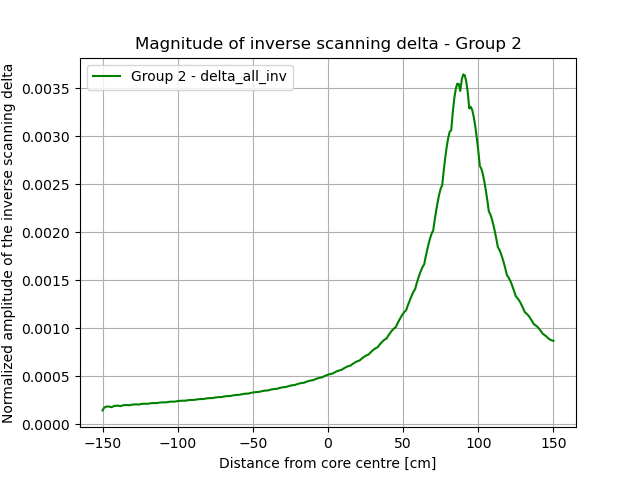 Magnitude of inverse scanning delta - Group 2
Group 2 - delta_all_inv
Normalized amplitude of the inverse scanning delta
0.0035
0.0030
0.0025
0.0020
0.0015
0.0010
0.0005
0.0000
−150 −100 −50 0 50 100 150
Distance from core centre [cm]